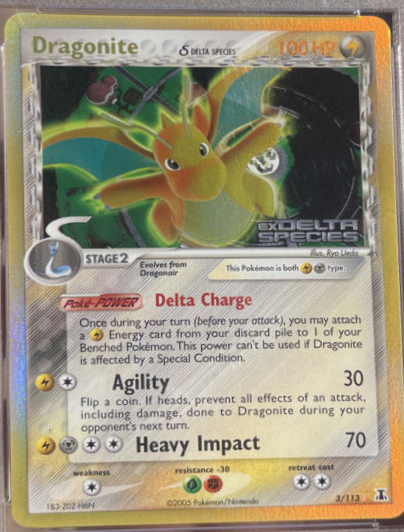 Dragonite δ DELTA SPECIES 100 HP
EX DELTA
SPECIES
Illus. Ryo Ueda
STAGE 2
Evolves from
Dragonair
This Pokémon is both type.
Poké-POWER Delta Charge
Once during your turn (before your attack), you may attach
a Energy card from your discard pile to 1 of your
Benched Pokémon. This power can't be used if Dragonite
is affected by a Special Condition.
Agility 30
Flip a coin. If heads, prevent all effects of an attack,
including damage, done to Dragonite during your
opponent's next turn.
Heavy Impact 70
weakness resistance -30 retreat cost
183-Z0Z-H6N ©2005 Pokémon/Nintendo 3/113